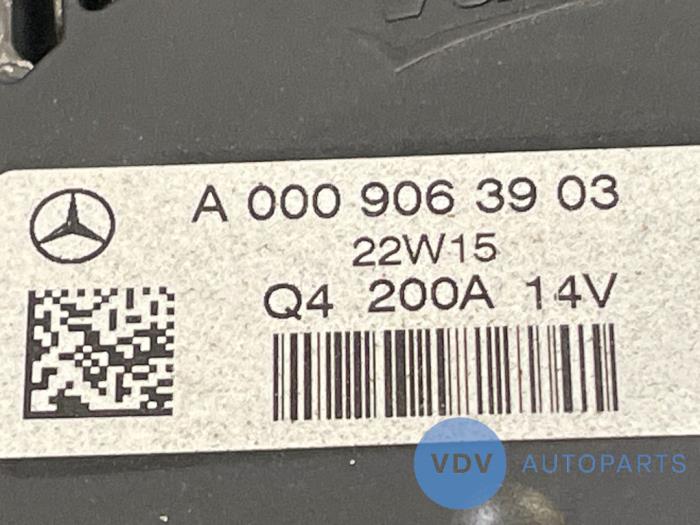 A 000 906 39 03
22W15
Q4 200A 14V
VDV AUTOPARTS